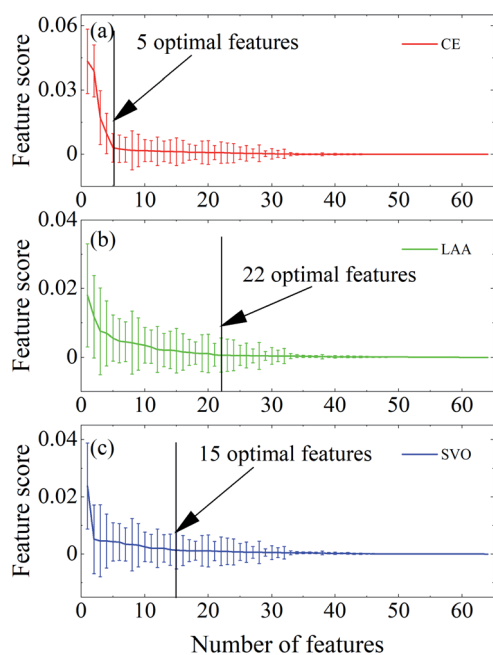 0.06
(a)
5 optimal features
CE
0.03
0
Feature score
0 10 20 30 40 50 60
0.04
(b)
LAA
22 optimal features
0.02
0
Feature score
0 10 20 30 40 50 60
0.04
(c)
SVO
15 optimal features
0.02
0
Feature score
0 10 20 30 40 50 60
Number of features